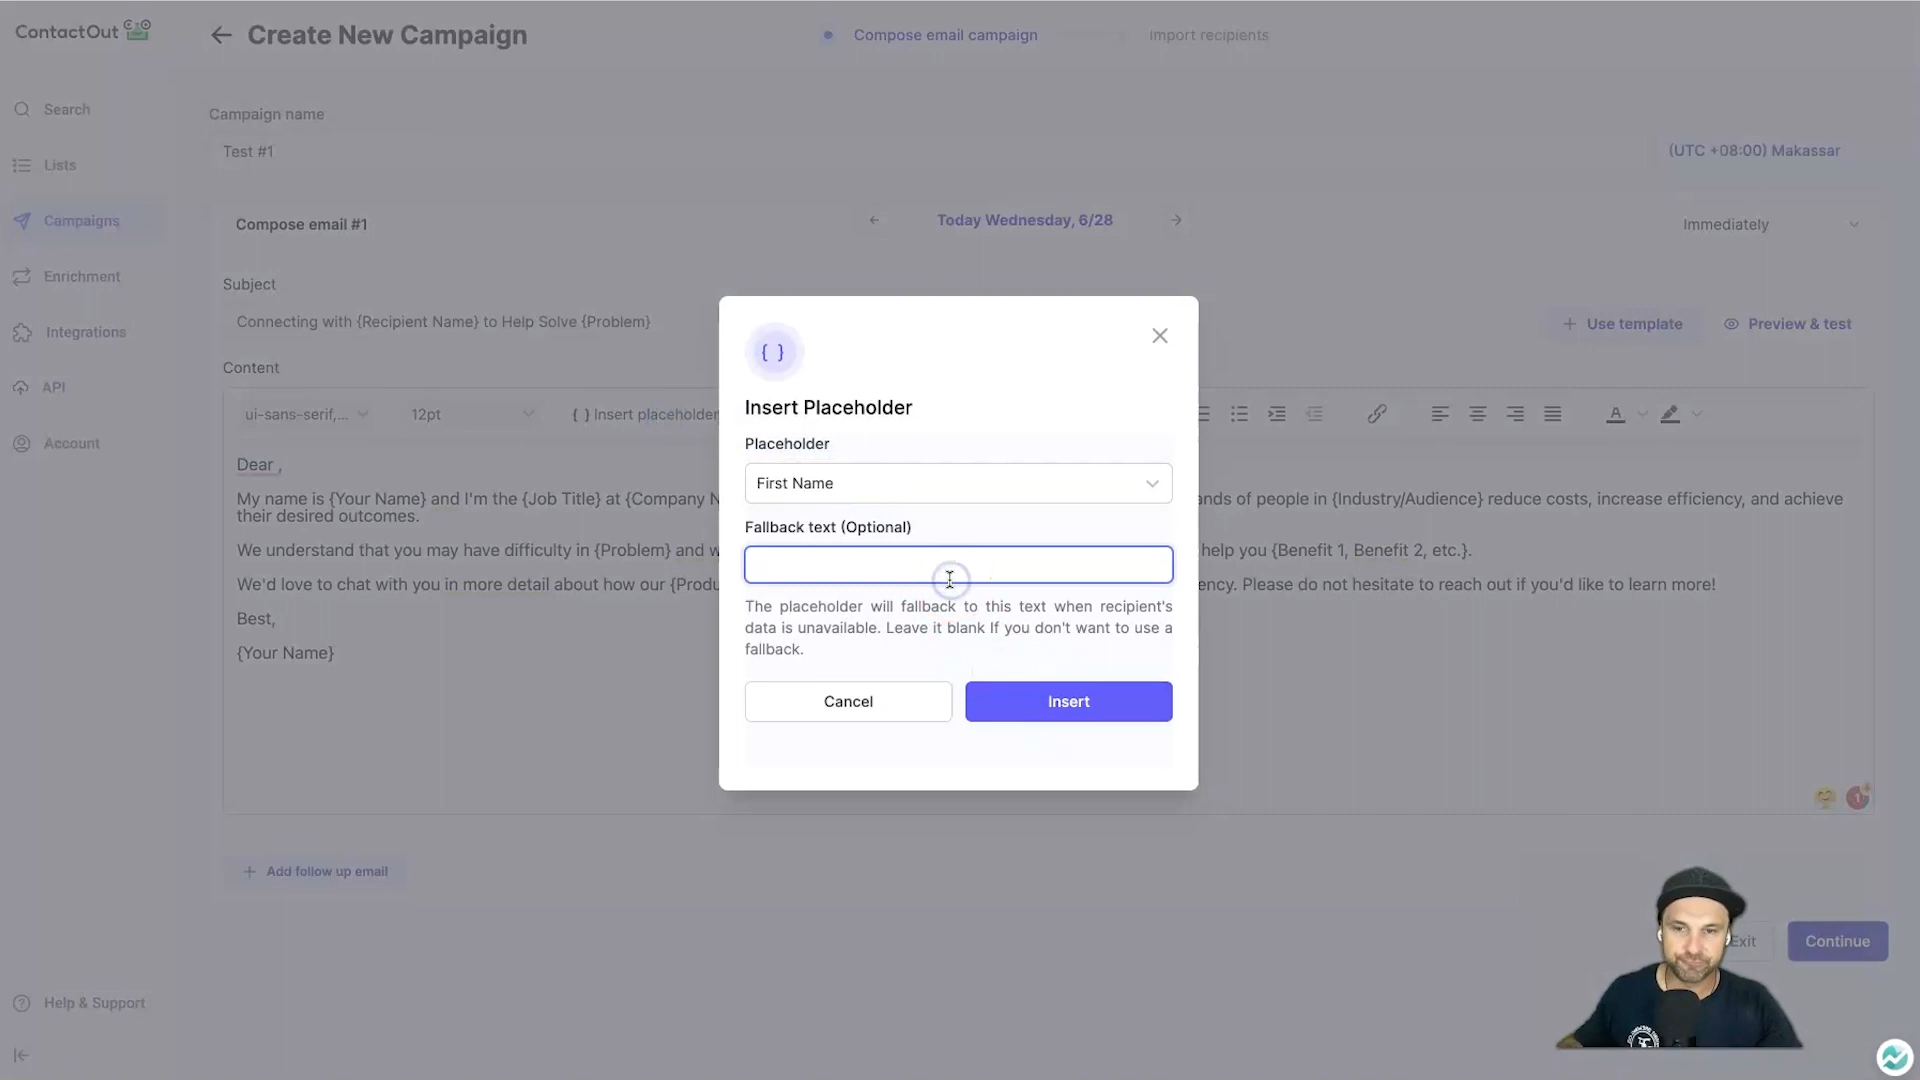 ContactOut
Create New Campaign
Compose email campaign
Import recipients
Search
Lists
Campaigns
Enrichment
Integrations
API
Account
Help & Support
Campaign name
Test #1
(UTC +08:00) Makassar
Compose email #1
Today Wednesday, 6/28
Immediately
Subject
Connecting with {Recipient Name} to Help Solve {Problem}
Use template
Preview & test
Content
ui-sans-serif,...
12pt
{ } Insert placeholder
Dear ,
My name is {Your Name} and I'm the {Job Title} at {Company N
ands of people in {Industry/Audience} reduce costs, increase efficiency, and achieve
their desired outcomes.
We understand that you may have difficulty in {Problem} and w
help you {Benefit 1, Benefit 2, etc.}.
We'd love to chat with you in more detail about how our {Produ
ency. Please do not hesitate to reach out if you'd like to learn more!
Best,
{Your Name}
1
Add follow up email
Exit
Continue
{ }
Insert Placeholder
Placeholder
First Name
Fallback text (Optional)
The placeholder will fallback to this text when recipient's
data is unavailable. Leave it blank If you don't want to use a
fallback.
Cancel
Insert